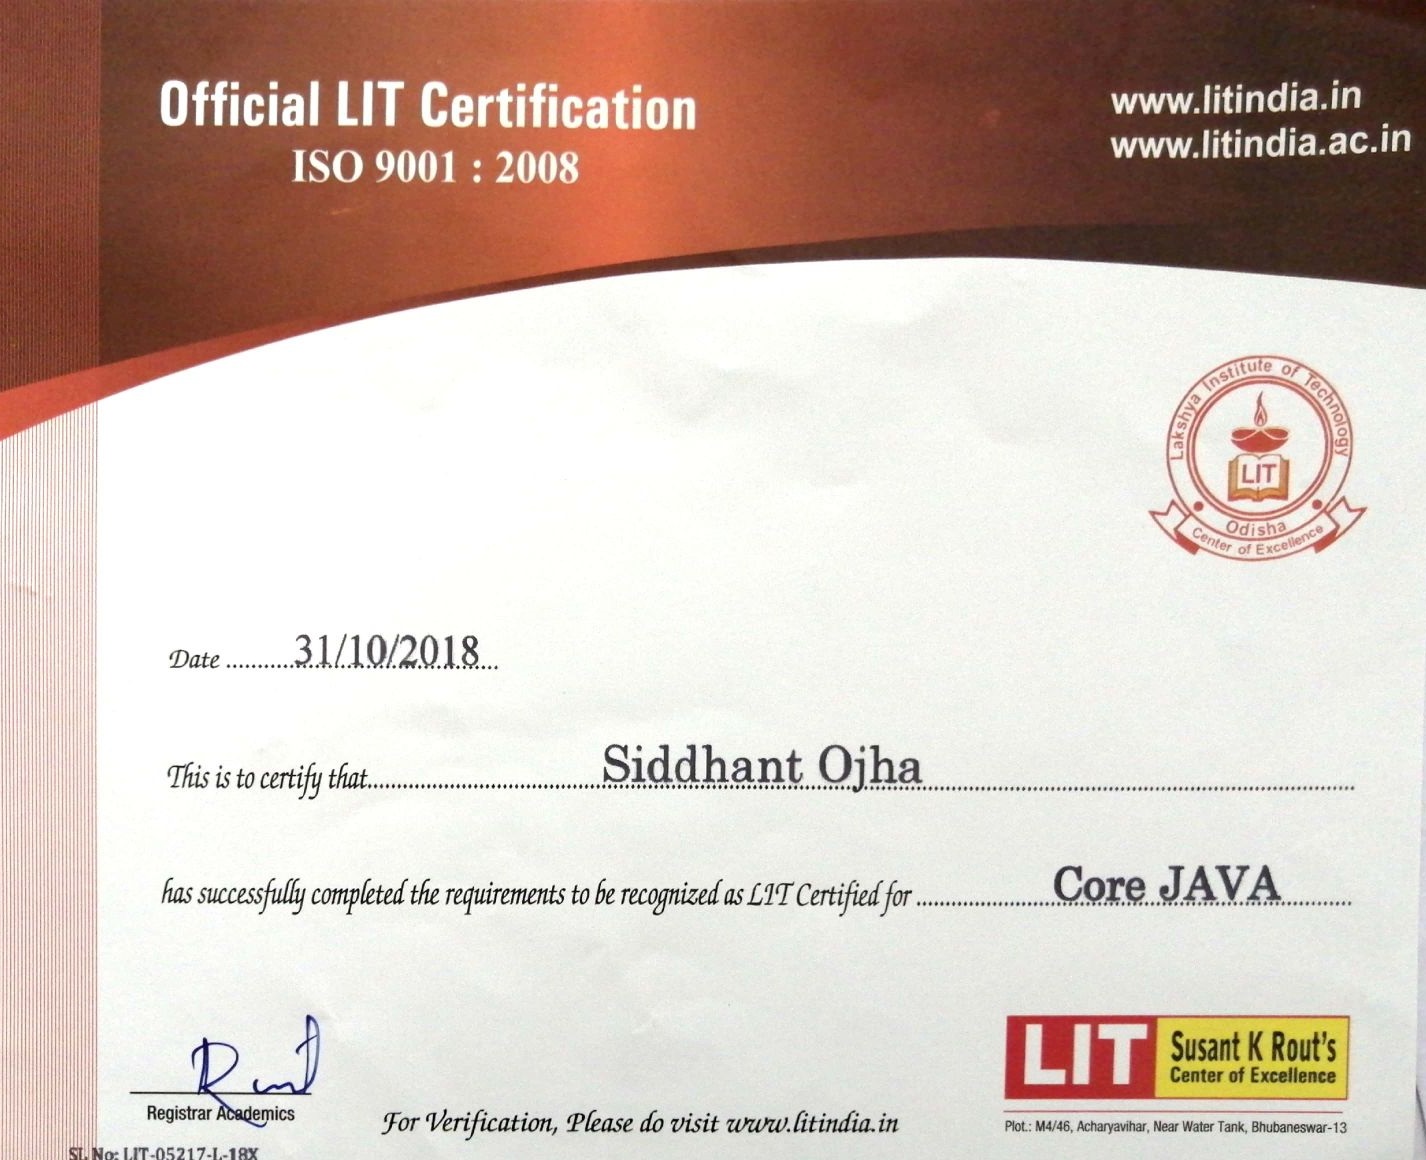 Official LIT Certification
ISO 9001 : 2008
www.litindia.in
www.litindia.ac.in
Lakshya Institute of Technology
LIT
Odisha
Center of Excellence
Date ..........31/10/2018...
This is to certify that..........Siddhant Ojha..........
has successfully completed the requirements to be recognized as LIT Certified for ..........Core JAVA..........
Registrar Academics
For Verification, Please do visit www.litindia.in
LIT
Susant K Rout's
Center of Excellence
Plot.: M4/46, Acharyavihar, Near Water Tank, Bhubaneswar-13
SL No: LIT-05217-L-18X